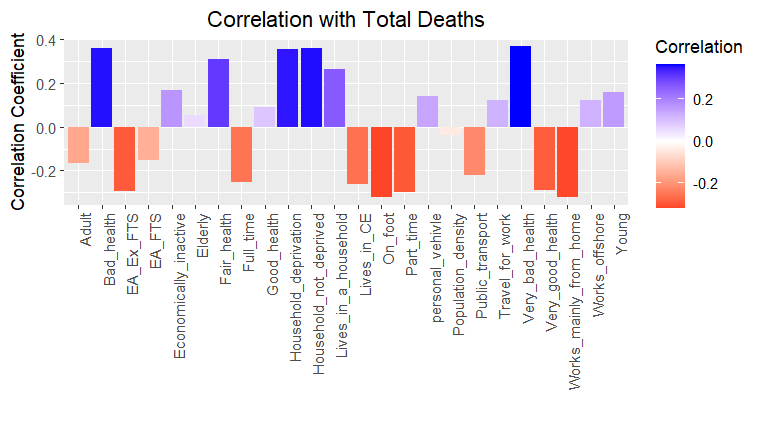 Correlation with Total Deaths
Correlation Coefficient
0.4
0.2
0.0
-0.2
Adult
Bad_health
EA_Ex_FTS
EA_FTS
Economically_inactive
Elderly
Fair_health
Full_time
Good_health
Household_deprivation
Household_not_deprived
Lives_in_a_household
Lives_in_CE
On_foot
Part_time
personal_vehivle
Population_density
Public_transport
Travel_for_work
Very_bad_health
Very_good_health
Works_mainly_from_home
Works_offshore
Young
Correlation
0.2
0.0
-0.2